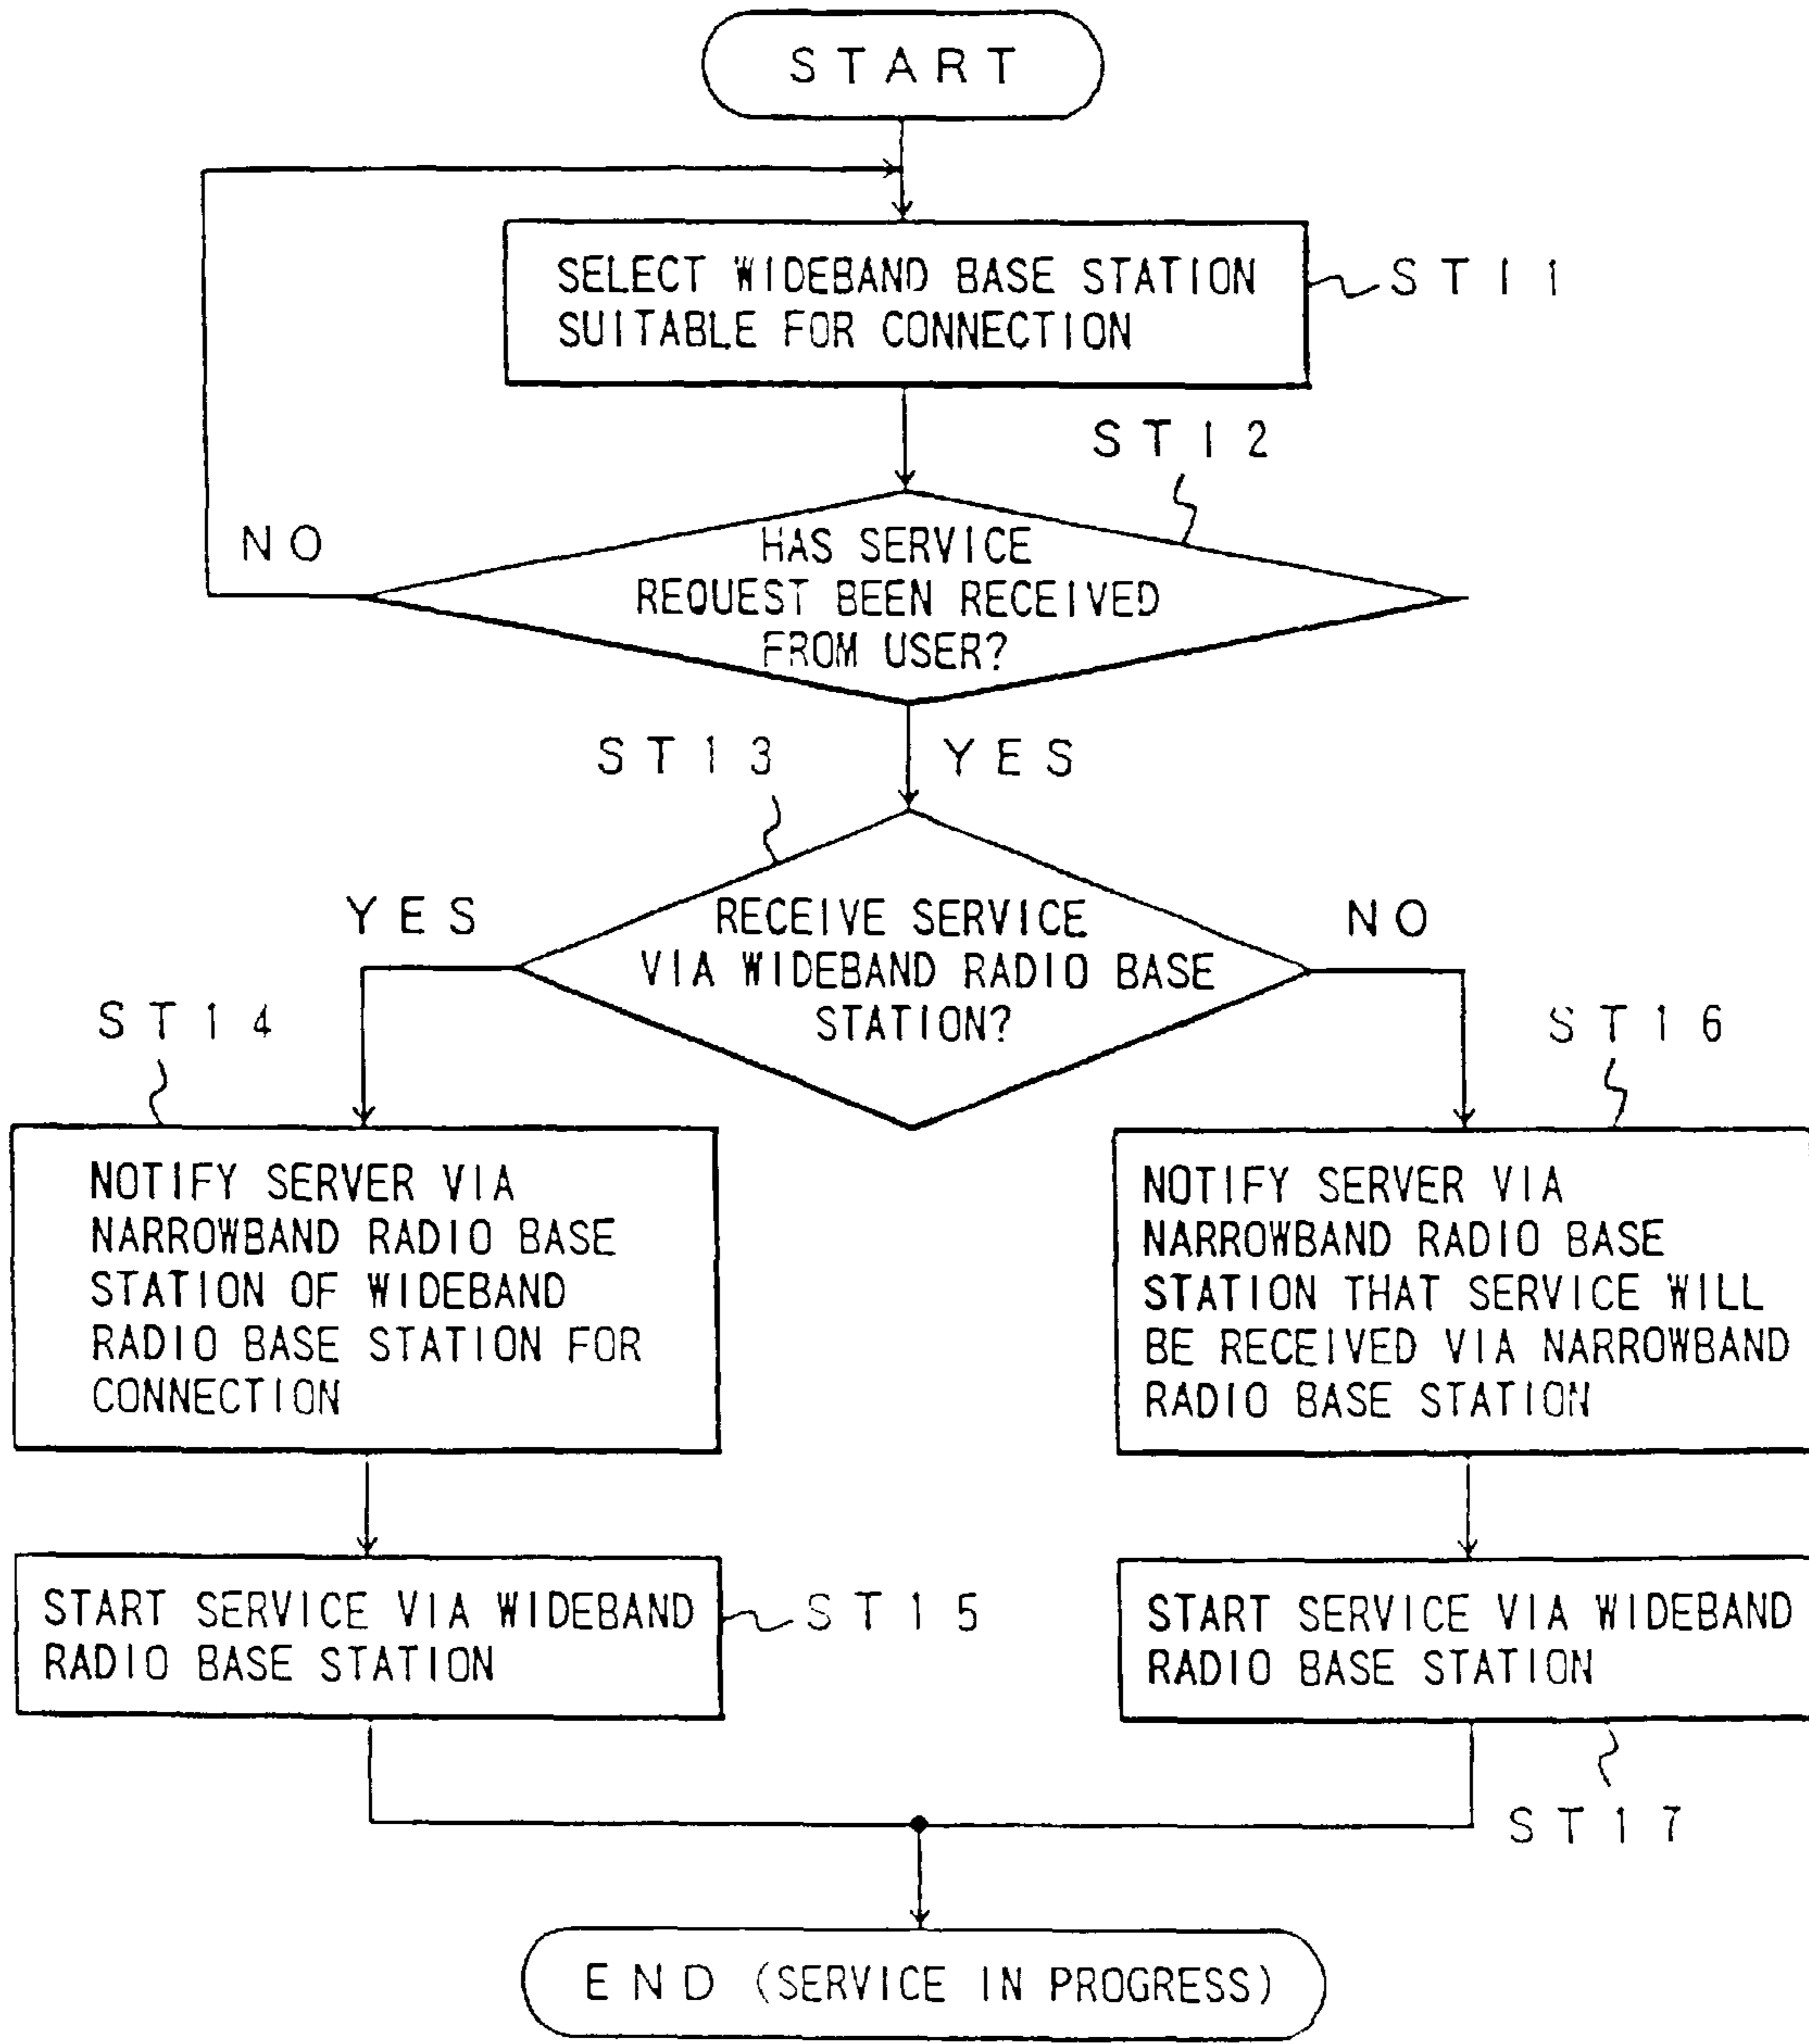 START
SELECT WIDEBAND BASE STATION
SUITABLE FOR CONNECTION
ST11
ST12
HAS SERVICE
REQUEST BEEN RECEIVED
FROM USER?
NO
YES
ST13
RECEIVE SERVICE
VIA WIDEBAND RADIO BASE
STATION?
YES
NO
ST14
NOTIFY SERVER VIA
NARROWBAND RADIO BASE
STATION OF WIDEBAND
RADIO BASE STATION FOR
CONNECTION
ST16
NOTIFY SERVER VIA
NARROWBAND RADIO BASE
STATION THAT SERVICE WILL
BE RECEIVED VIA NARROWBAND
RADIO BASE STATION
START SERVICE VIA WIDEBAND
RADIO BASE STATION
ST15
START SERVICE VIA WIDEBAND
RADIO BASE STATION
ST17
END (SERVICE IN PROGRESS)